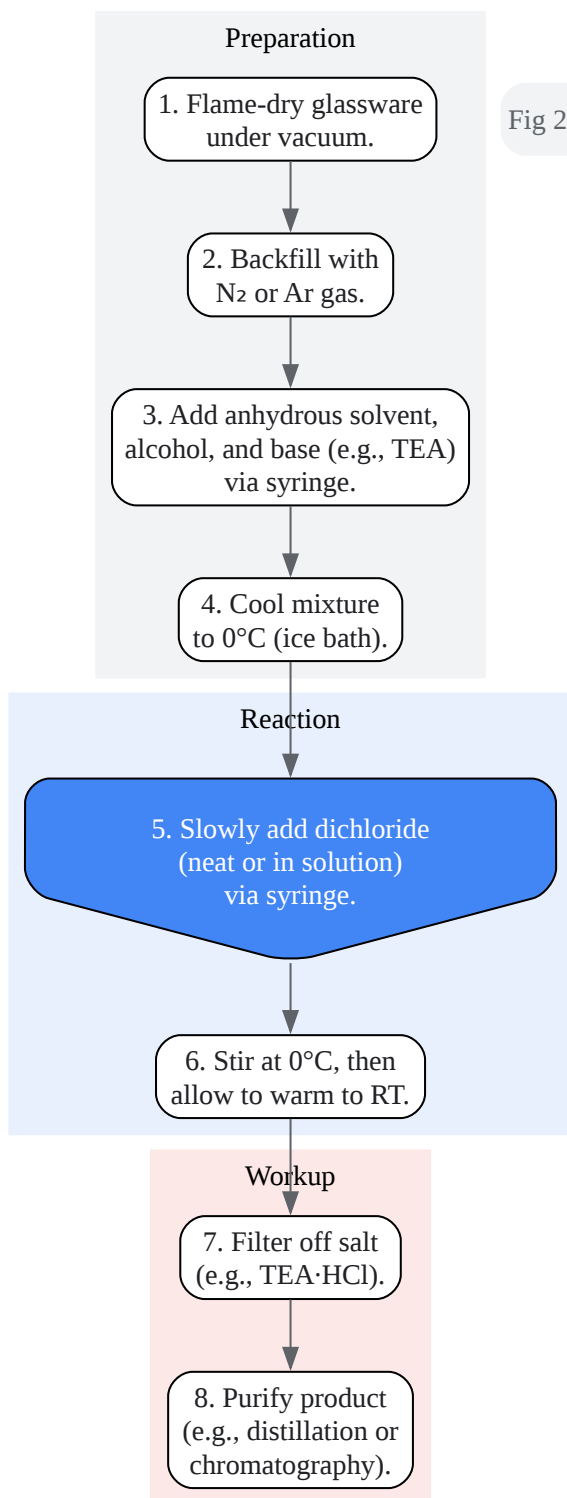 Preparation
1. Flame-dry glassware
under vacuum.
Fig 2
2. Backfill with
N₂ or Ar gas.
3. Add anhydrous solvent,
alcohol, and base (e.g., TEA)
via syringe.
4. Cool mixture
to 0°C (ice bath).
Reaction
5. Slowly add dichloride
(neat or in solution)
via syringe.
6. Stir at 0°C, then
allow to warm to RT.
Workup
7. Filter off salt
(e.g., TEA·HCl).
8. Purify product
(e.g., distillation or
chromatography).